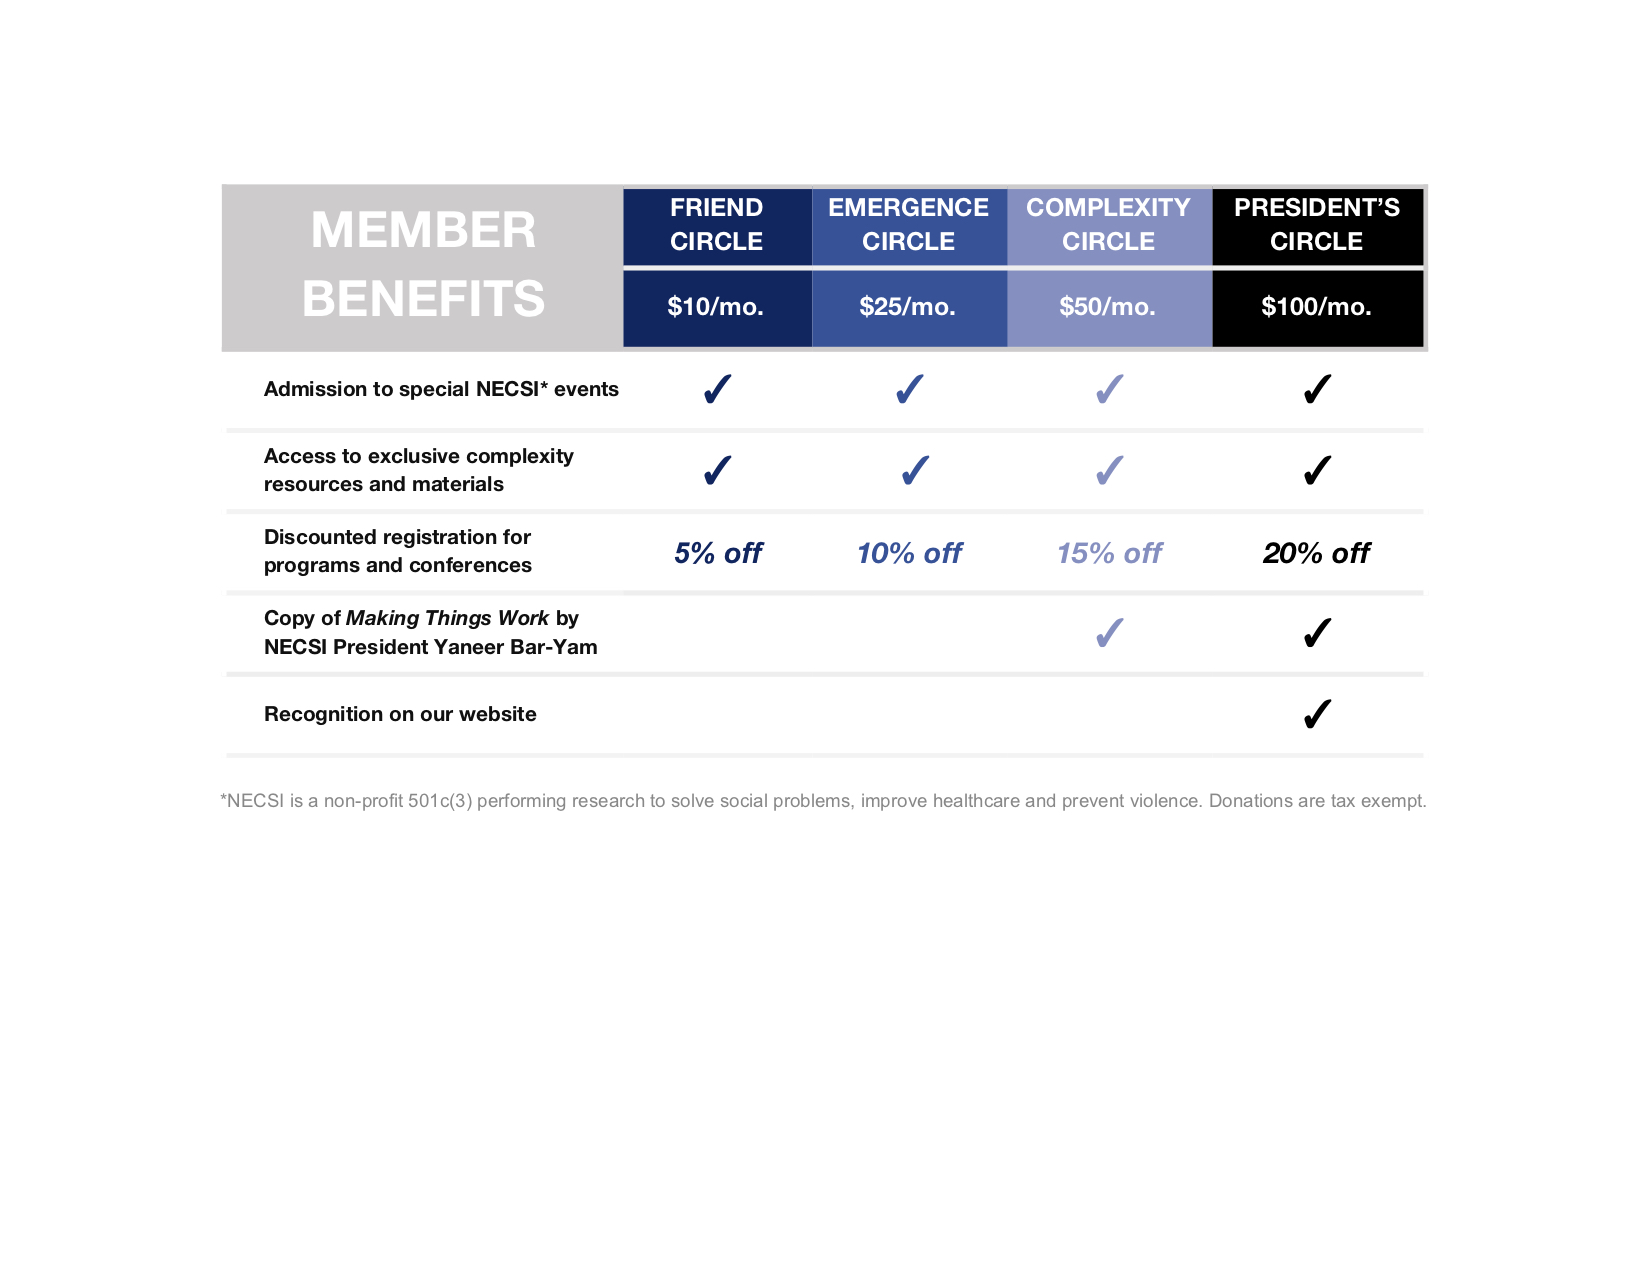 MEMBER
BENEFITS
FRIEND
CIRCLE
EMERGENCE
CIRCLE
COMPLEXITY
CIRCLE
PRESIDENT’S
CIRCLE
$10/mo.
$25/mo.
$50/mo.
$100/mo.
Admission to special NECSI* events ✓ ✓ ✓ ✓
Access to exclusive complexity
resources and materials
✓ ✓ ✓ ✓
Discounted registration for
programs and conferences
5% off
10% off
15% off
20% off
Copy of Making Things Work by
NECSI President Yaneer Bar-Yam
✓ ✓
Recognition on our website ✓
*NECSI is a non-profit 501c(3) performing research to solve social problems, improve healthcare and prevent violence. Donations are tax exempt.